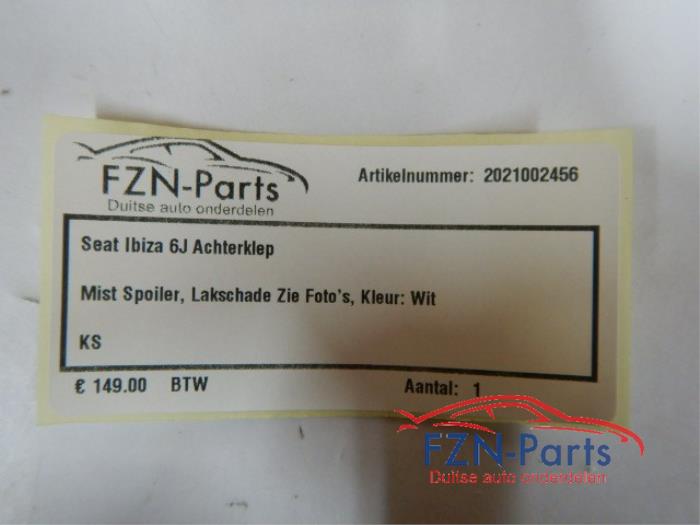 FZN-Parts
Duitse auto onderdelen
Artikelnummer: 2021002456
Seat Ibiza 6J Achterklep
Mist Spoiler, Lakschade Zie Foto's, Kleur: Wit
KS
€ 149.00 BTW
Aantal: 1
FZN-Parts
Duitse auto onderdelen